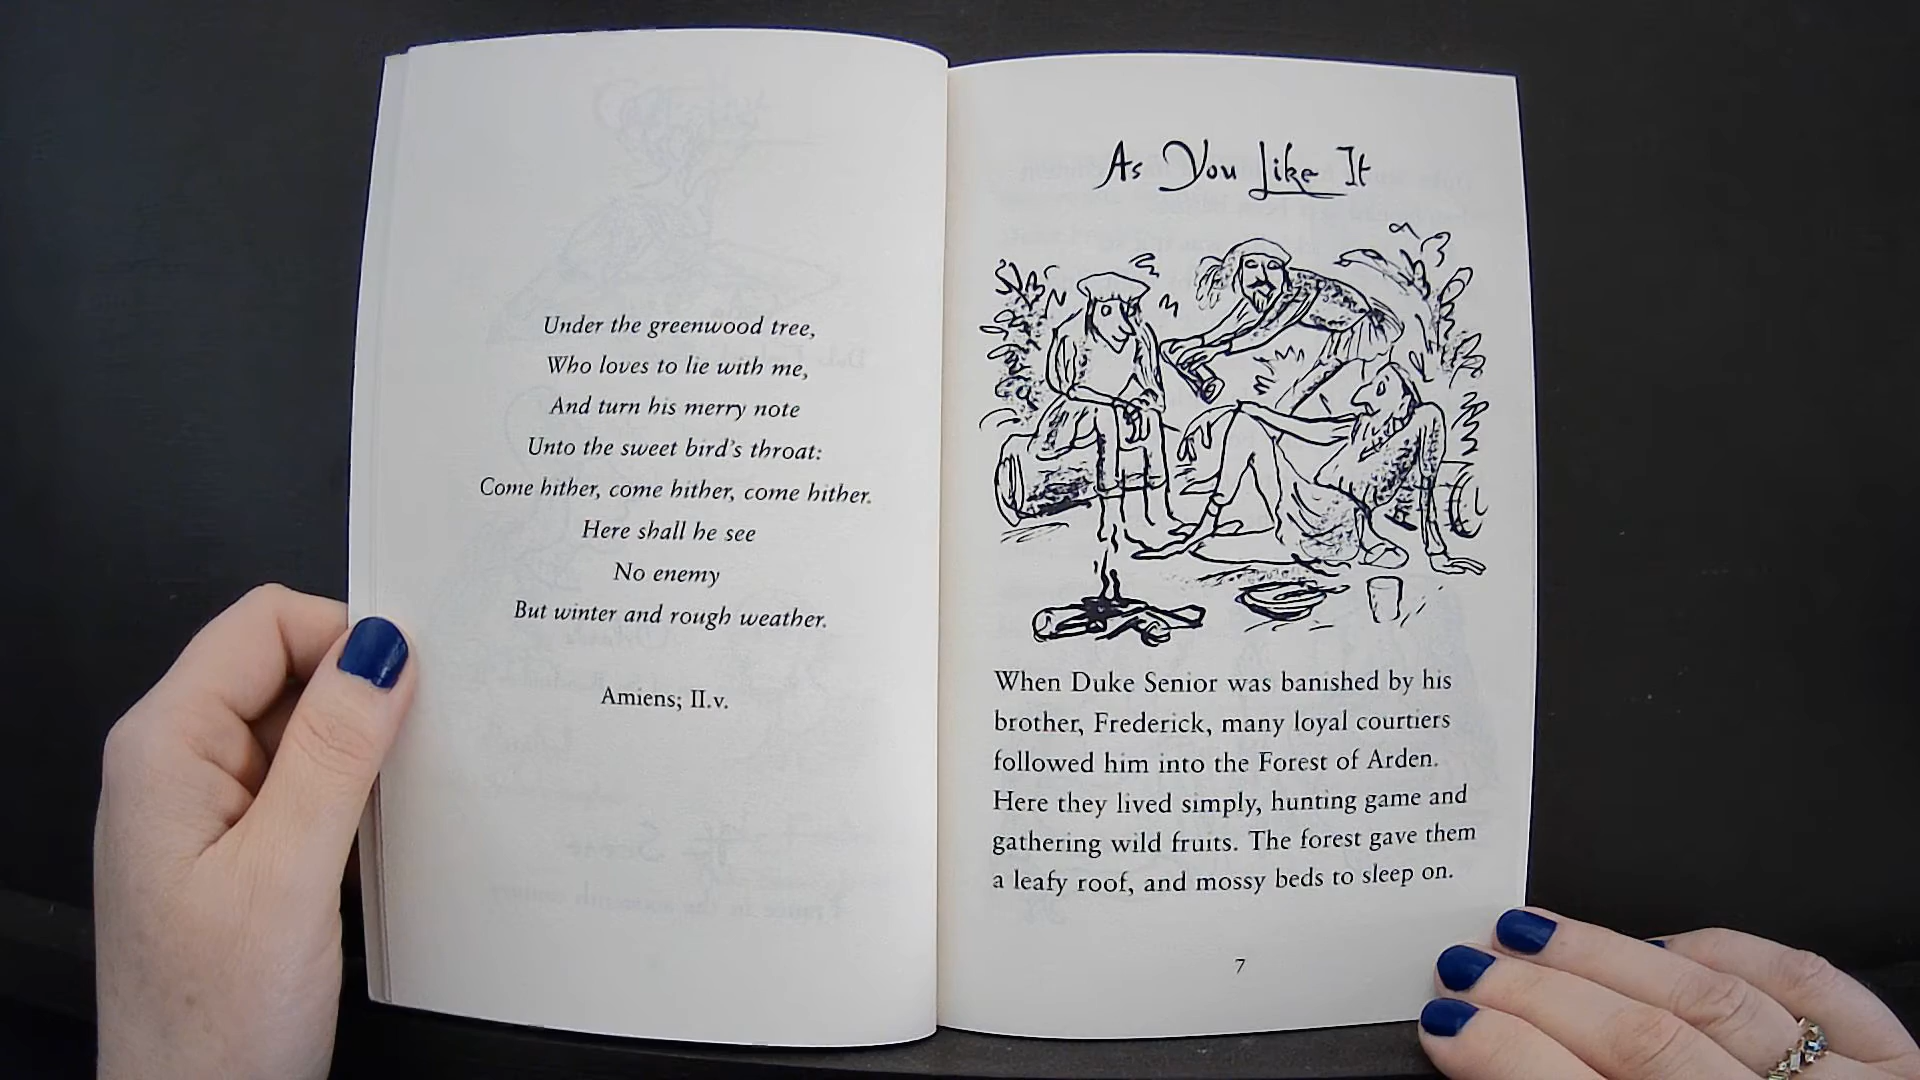 Under the greenwood tree,
Who loves to lie with me,
And turn his merry note
Unto the sweet bird's throat:
Come hither, come hither, come hither.
Here shall he see
No enemy
But winter and rough weather.
Amiens; II.v.
As You Like It
When Duke Senior was banished by his
brother, Frederick, many loyal courtiers
followed him into the Forest of Arden.
Here they lived simply, hunting game and
gathering wild fruits. The forest gave them
a leafy roof, and mossy beds to sleep on.
7